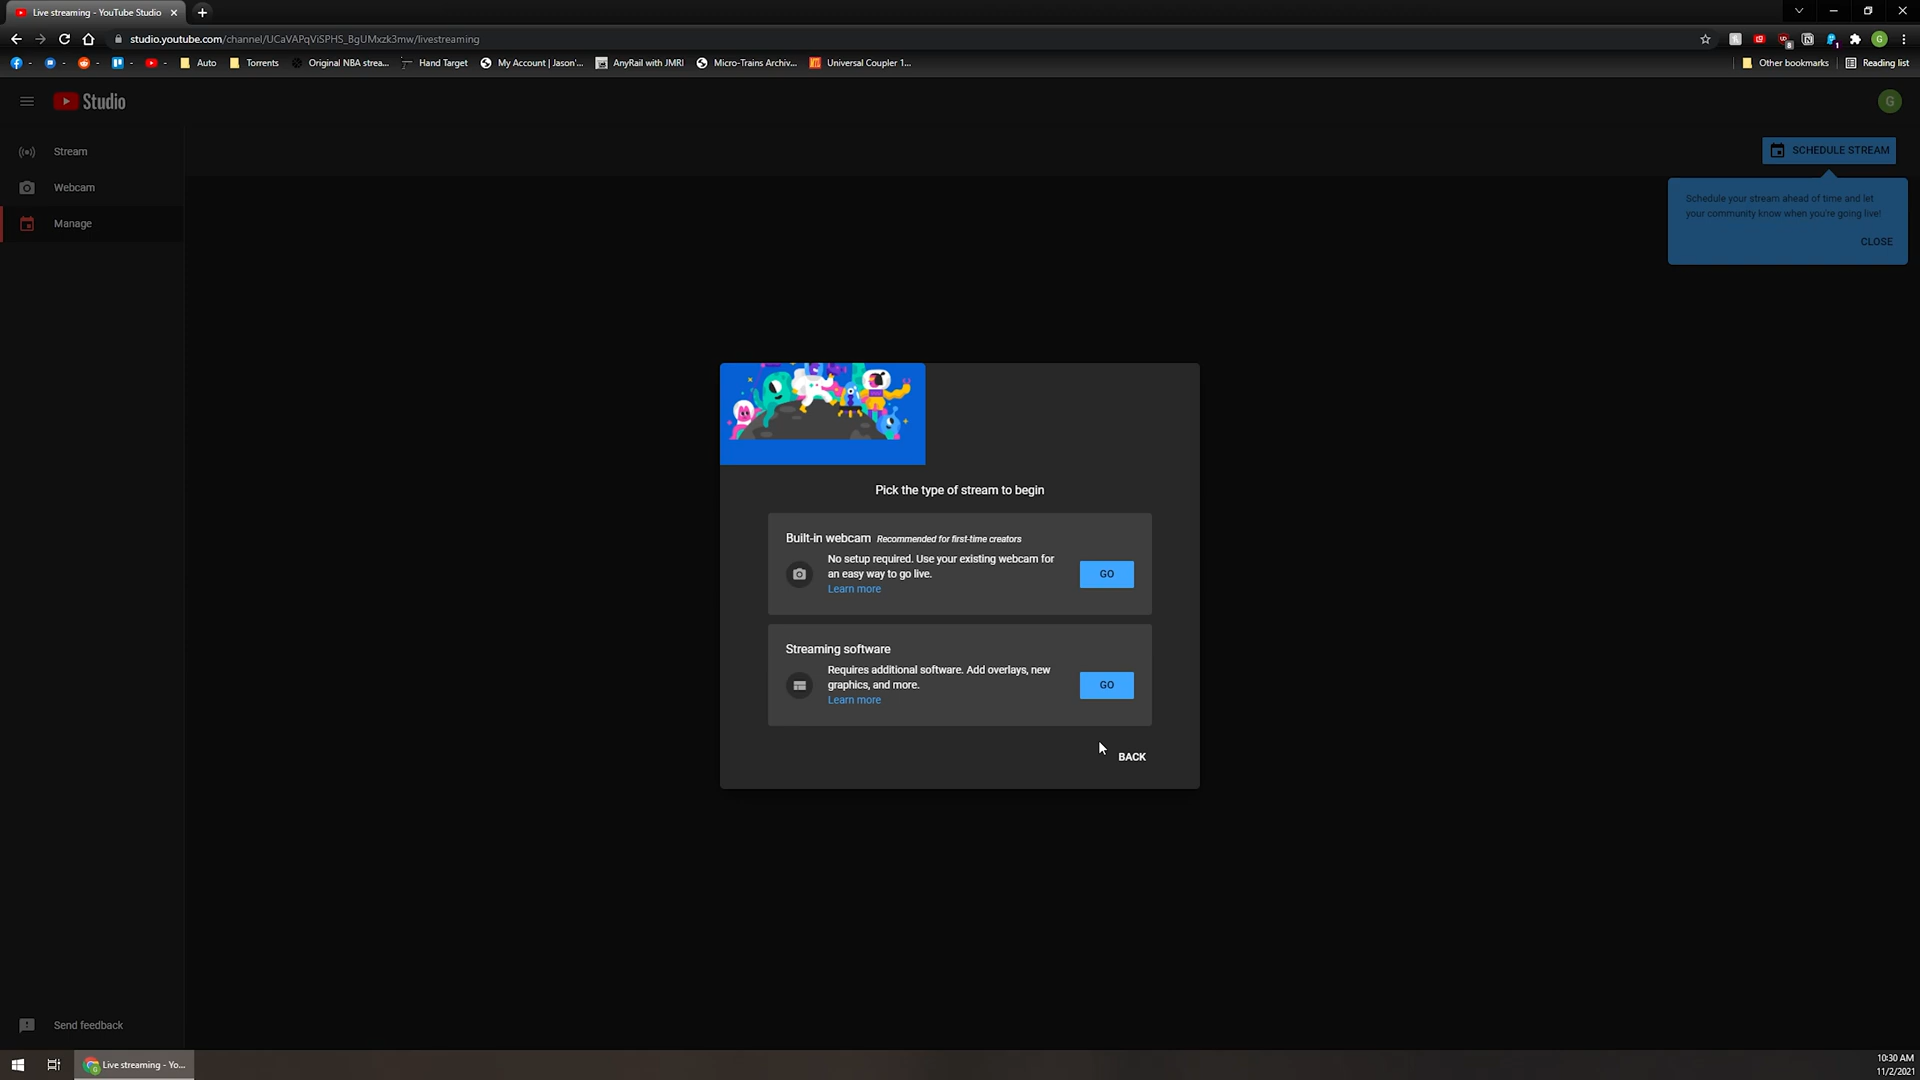 Live streaming - YouTube Studio
studio.youtube.com/channel/UCaVAPqViSPHS_BgUMxzk3mw/livestreaming
Auto
Torrents
Original NBA strea...
Hand Target
My Account | Jason'...
AnyRail with JMRI
Micro-Trains Archiv...
Universal Coupler 1...
Other bookmarks
Reading list
Studio
G
Stream
SCHEDULE STREAM
Webcam
Manage
Schedule your stream ahead of time and let
your community know when you're going live!
CLOSE
Pick the type of stream to begin
Built-in webcam Recommended for first-time creators
No setup required. Use your existing webcam for
an easy way to go live.
Learn more
GO
Streaming software
Requires additional software. Add overlays, new
graphics, and more.
Learn more
GO
BACK
Send feedback
Live streaming - Yo...
10:30 AM
11/2/2021